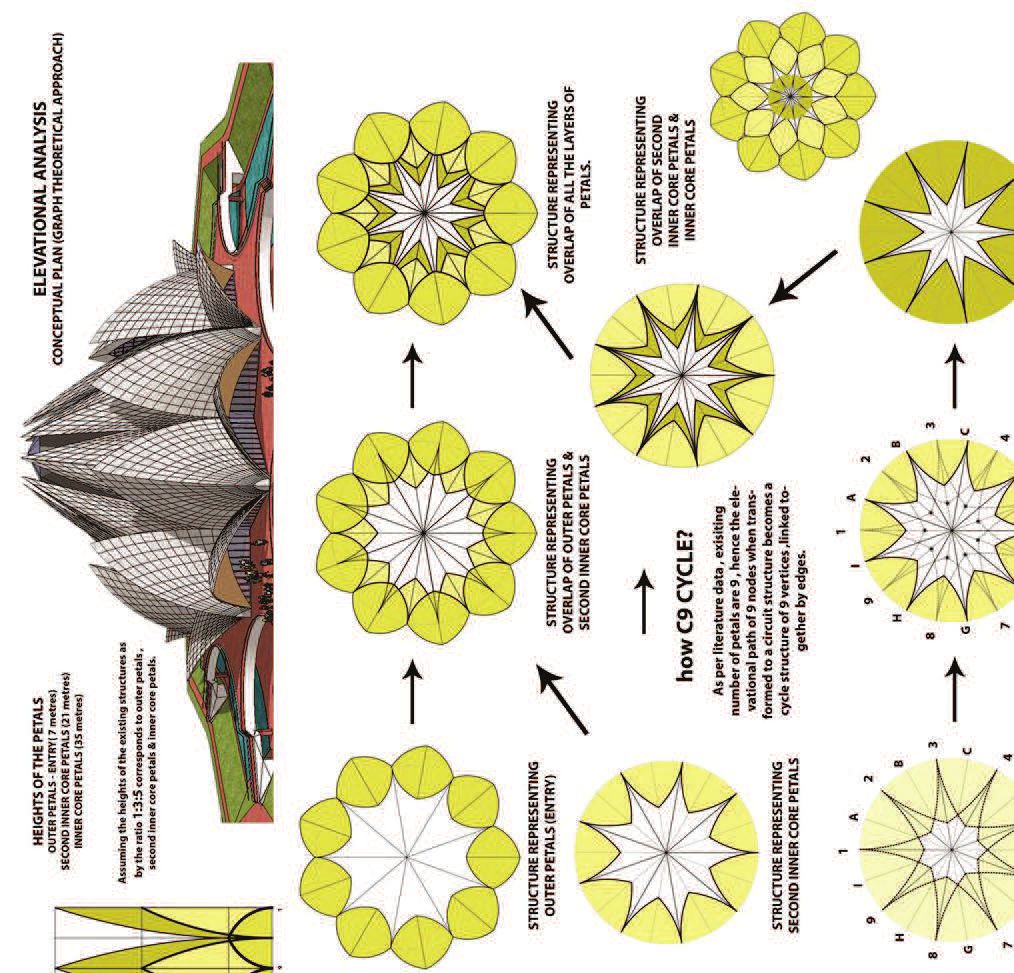 ELEVATIONAL ANALYSIS
CONCEPTUAL PLAN (GRAPH THEORETICAL APPROACH)
HEIGHTS OF THE PETALS
OUTER PETALS - ENTRY( 7 metres)
SECOND INNER CORE PETALS (21 metres)
INNER CORE PETALS (35 metres)
Assuming the heights of the existing structures as
by the ratio 1:3:5 corresponds to outer petals ,
second inner core petals & inner core petals.
1
STRUCTURE REPRESENTING
OUTER PETALS (ENTRY)
STRUCTURE REPRESENTING
OVERLAP OF OUTER PETALS &
SECOND INNER CORE PETALS
STRUCTURE REPRESENTING
OVERLAP OF ALL THE LAYERS OF
PETALS.
STRUCTURE REPRESENTING
OVERLAP OF SECOND
INNER CORE PETALS &
INNER CORE PETALS
how C9 CYCLE?
As per literature data , exisiting
number of petals are 9 , hence the ele-
vational path of 9 nodes when trans-
formed to a circuit structure becomes a
cycle structure of 9 vertices ,linked to-
gether by edges.
STRUCTURE REPRESENTING
SECOND INNER CORE PETALS
1
A
2
B
3
C
4
7
G
8
H
9
I
1
A
2
B
3
C
4
7
G
8
H
9
I